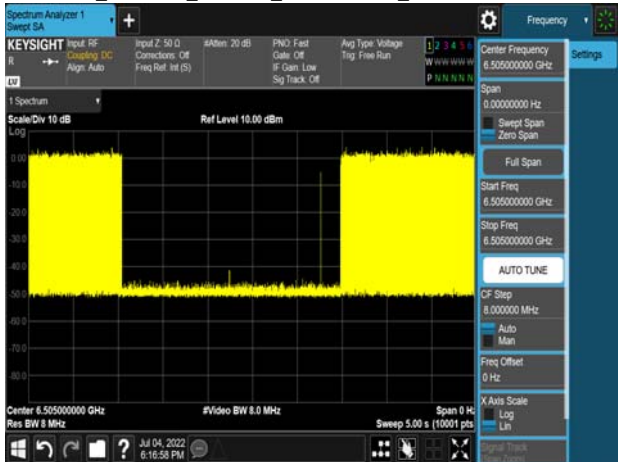 Spectrum Analyzer 1
Swept SA
Frequency
KEYSIGHT Input: RF
R Coupling: DC
Align: Auto
LXI
Input Z: 50 Ω
Corrections: Off
Freq Ref: Int (S)
#Atten: 20 dB
PNO: Fast
Gate: Off
IF Gain: Low
Sig Track: Off
Avg Type: Voltage
Trig: Free Run
1 2 3 4 5 6
W W W W W W
P N N N N N
1 Spectrum
Scale/Div 10 dB
Ref Level 10.00 dBm
Log
0.00
-10.0
-20.0
-30.0
-40.0
-50.0
-60.0
-70.0
-80.0
Center 6.505000000 GHz
Res BW 8 MHz
#Video BW 8.0 MHz
Span 0 Hz
Sweep 5.00 s (10001 pts
Jul 04, 2022
6:16:58 PM
Center Frequency
6.505000000 GHz
Span
0.00000000 Hz
Swept Span
Zero Span
Full Span
Start Freq
6.505000000 GHz
Stop Freq
6.505000000 GHz
AUTO TUNE
CF Step
8.000000 MHz
Auto
Man
Freq Offset
0 Hz
X Axis Scale
Log
Lin
Signal Track
(Span Zoom)
Settings